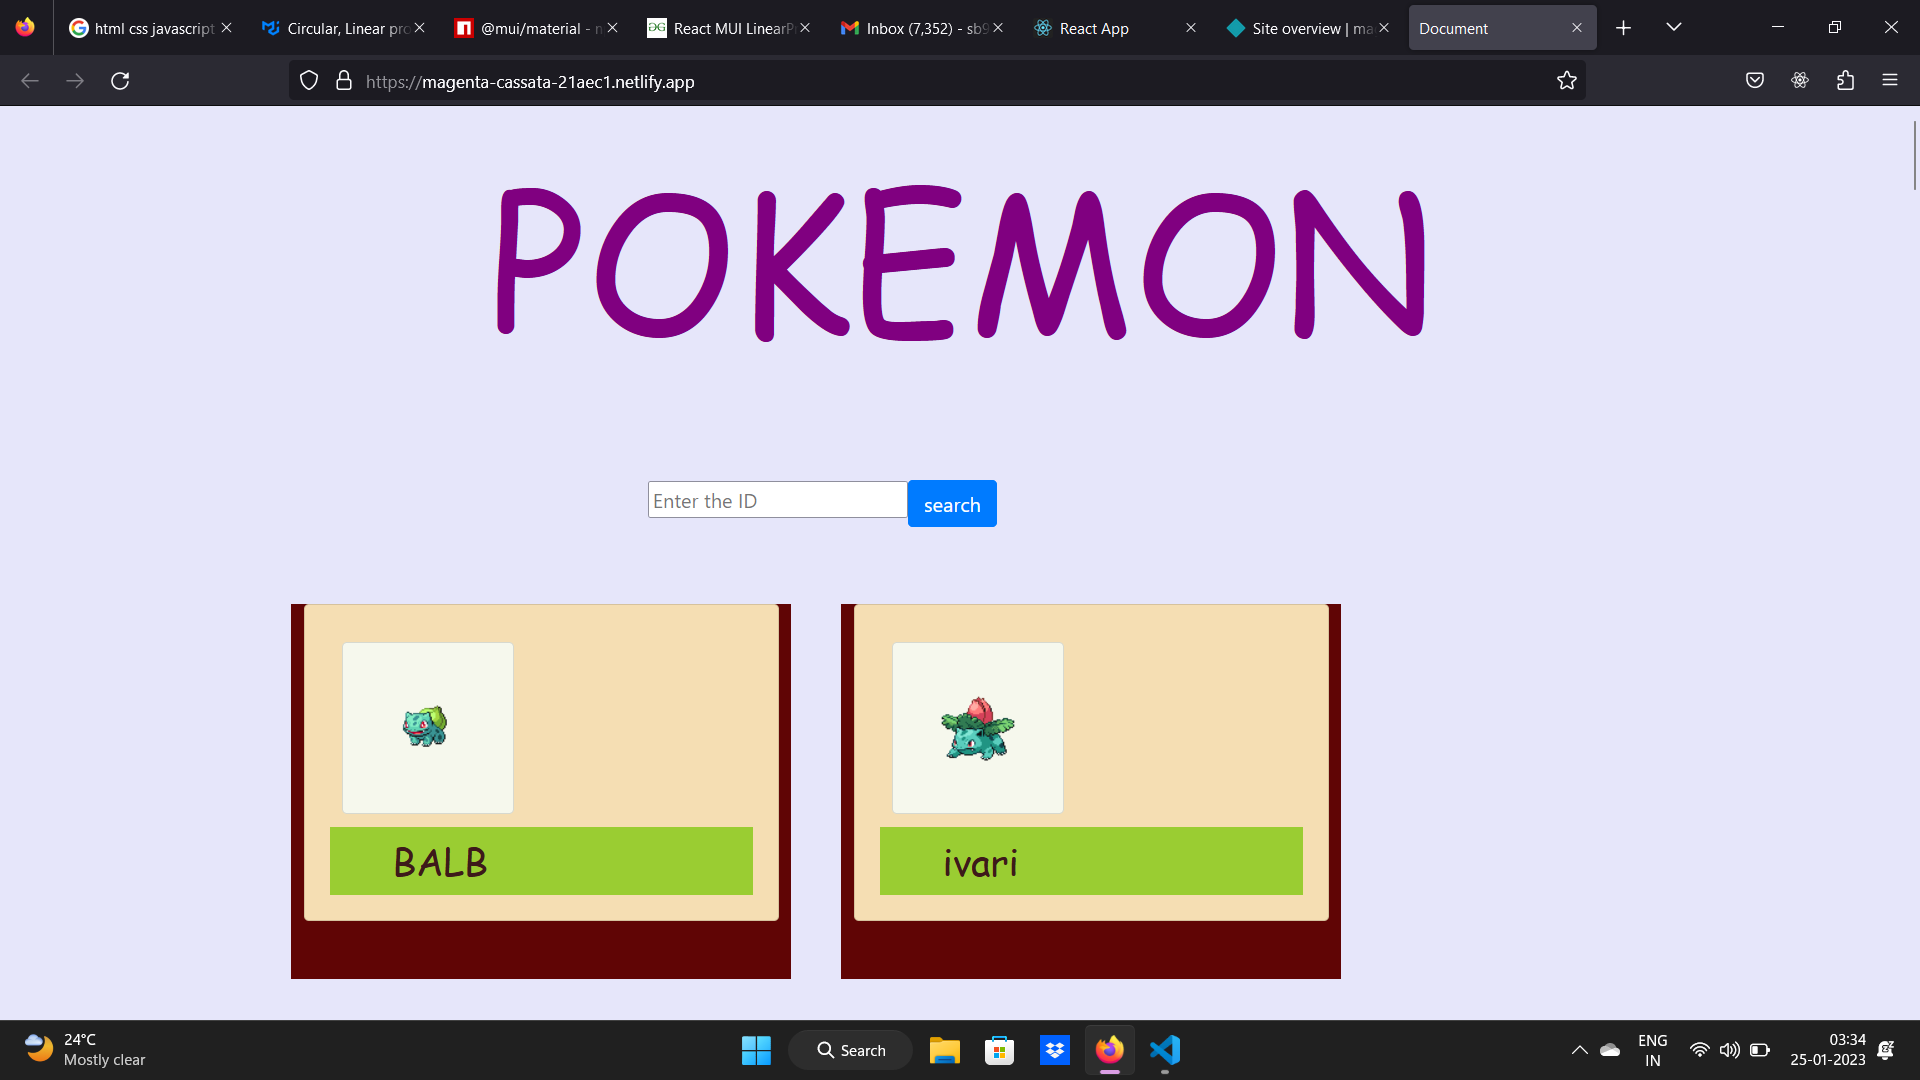 html css javascript
Circular, Linear pro
@mui/material - n
React MUI LinearP
Inbox (7,352) - sb9
React App
Site overview | ma
Document
https://magenta-cassata-21aec1.netlify.app
POKEMON
Enter the ID
search
BALB
ivari
24°C
Mostly clear
Search
ENG
IN
03:34
25-01-2023